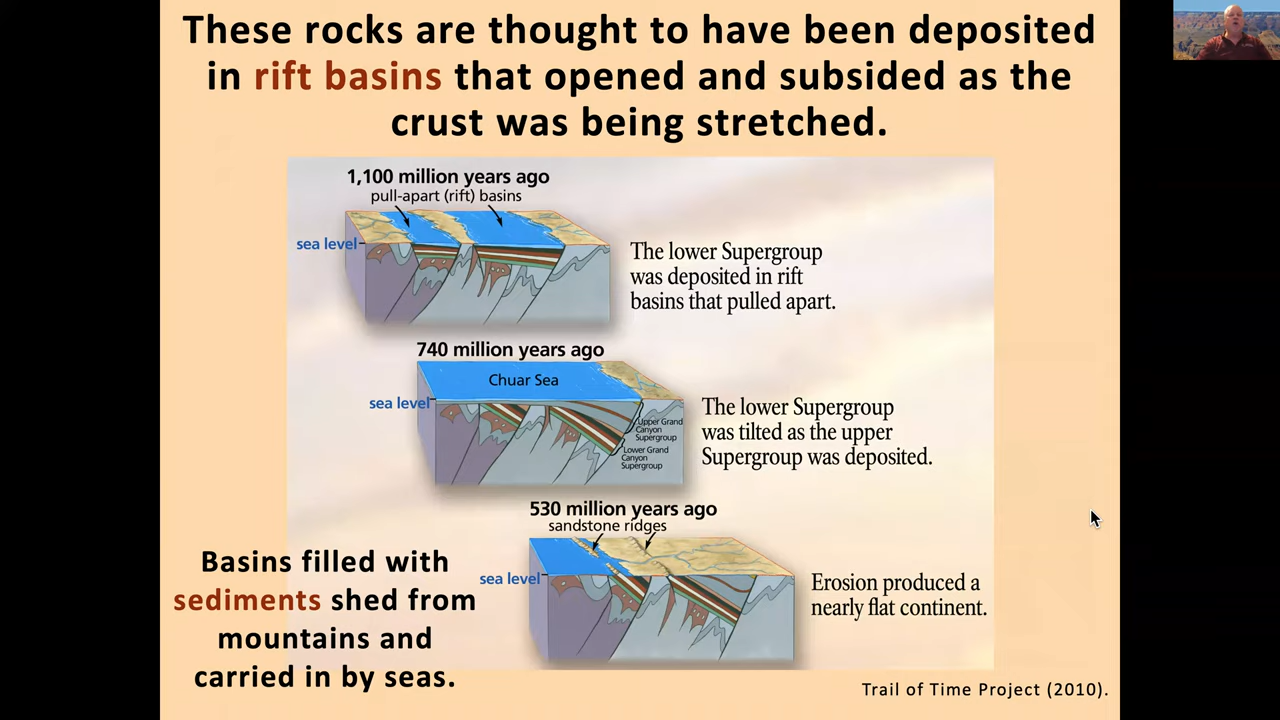 These rocks are thought to have been deposited
in rift basins that opened and subsided as the
crust was being stretched.
1,100 million years ago
pull-apart (rift) basins
sea level
The lower Supergroup
was deposited in rift
basins that pulled apart.
740 million years ago
Chuar Sea
sea level
Upper Grand
Canyon
Supergroup
Lower Grand
Canyon
Supergroup
The lower Supergroup
was tilted as the upper
Supergroup was deposited.
530 million years ago
sandstone ridges
sea level
Erosion produced a
nearly flat continent.
Basins filled with
sediments shed from
mountains and
carried in by seas.
Trail of Time Project (2010).